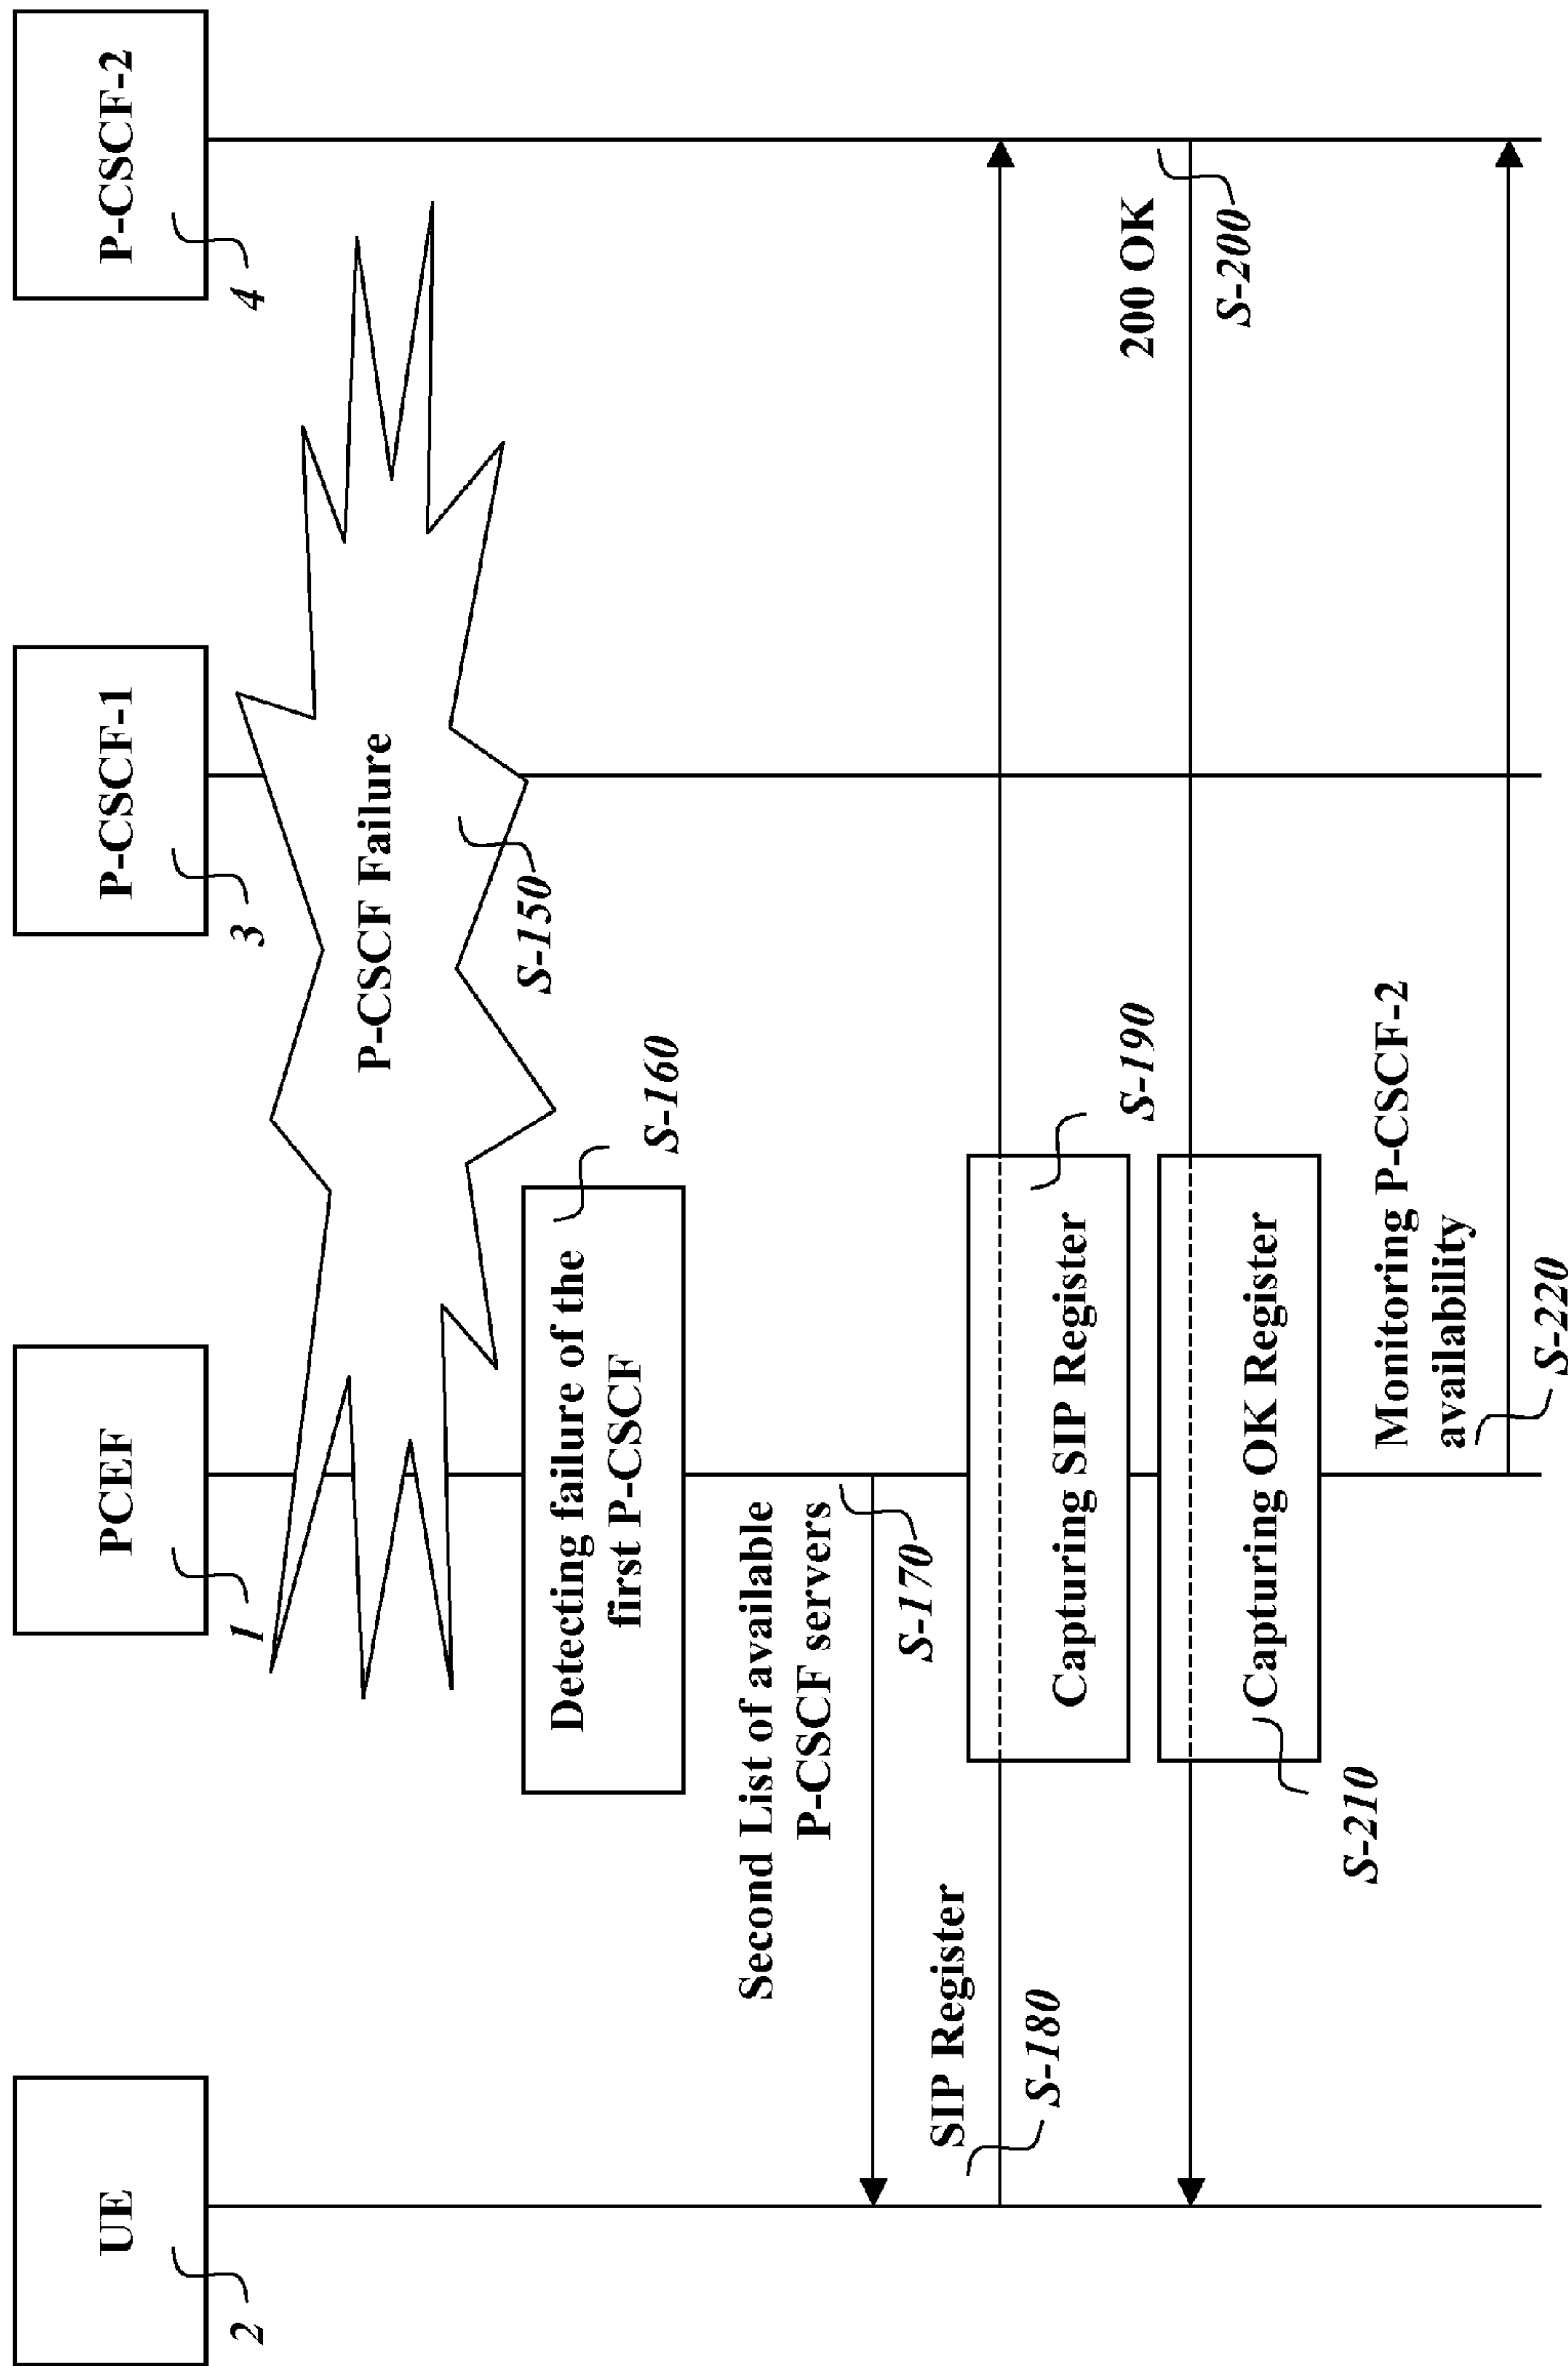 UE
2
PCEF
1
P-CSCF-1
3
P-CSCF-2
4
P-CSCF Failure
S-150
Detecting failure of the
first P-CSCF
S-160
Second List of available
P-CSCF servers
S-170
SIP Register
S-180
Capturing SIP Register
S-190
200 OK
S-200
Capturing OK Register
S-210
Monitoring P-CSCF-2
availability
S-220